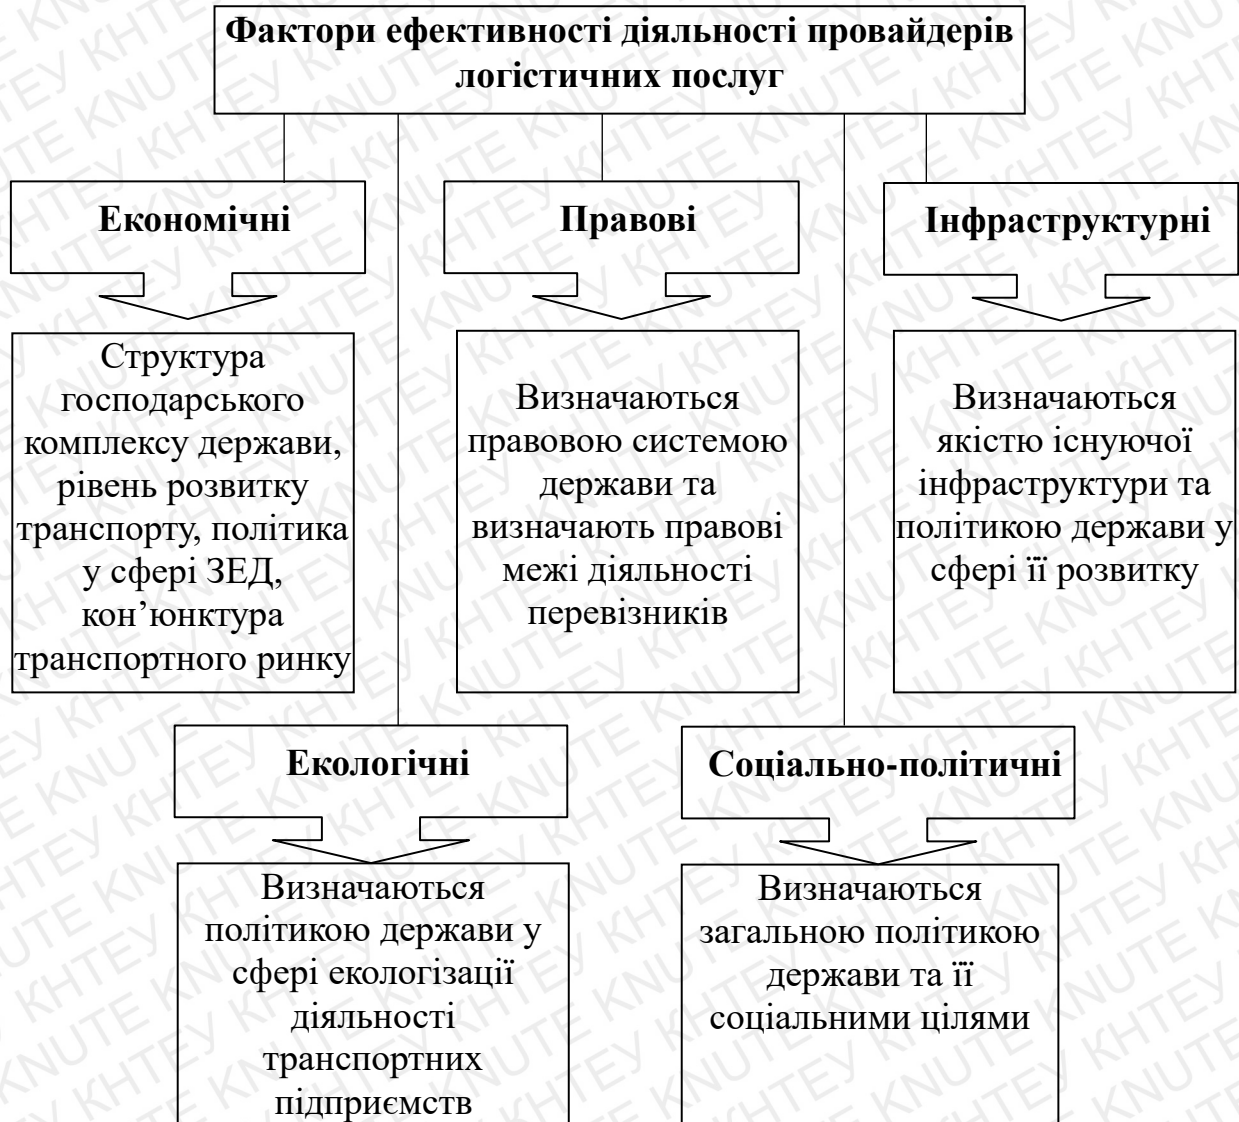 Фактори ефективності діяльності провайдерів
логістичних послуг
Економічні
Правові
Інфраструктурні
Структура
господарського
комплексу держави,
рівень розвитку
транспорту, політика
у сфері ЗЕД,
кон’юнктура
транспортного ринку
Визначаються
правовою системою
держави та
визначають правові
межі діяльності
перевізників
Визначаються
якістю існуючої
інфраструктури та
політикою держави у
сфері її розвитку
Екологічні
Соціально-політичні
Визначаються
політикою держави у
сфері екологізації
діяльності
транспортних
підприємств
Визначаються
загальною політикою
держави та її
соціальними цілями